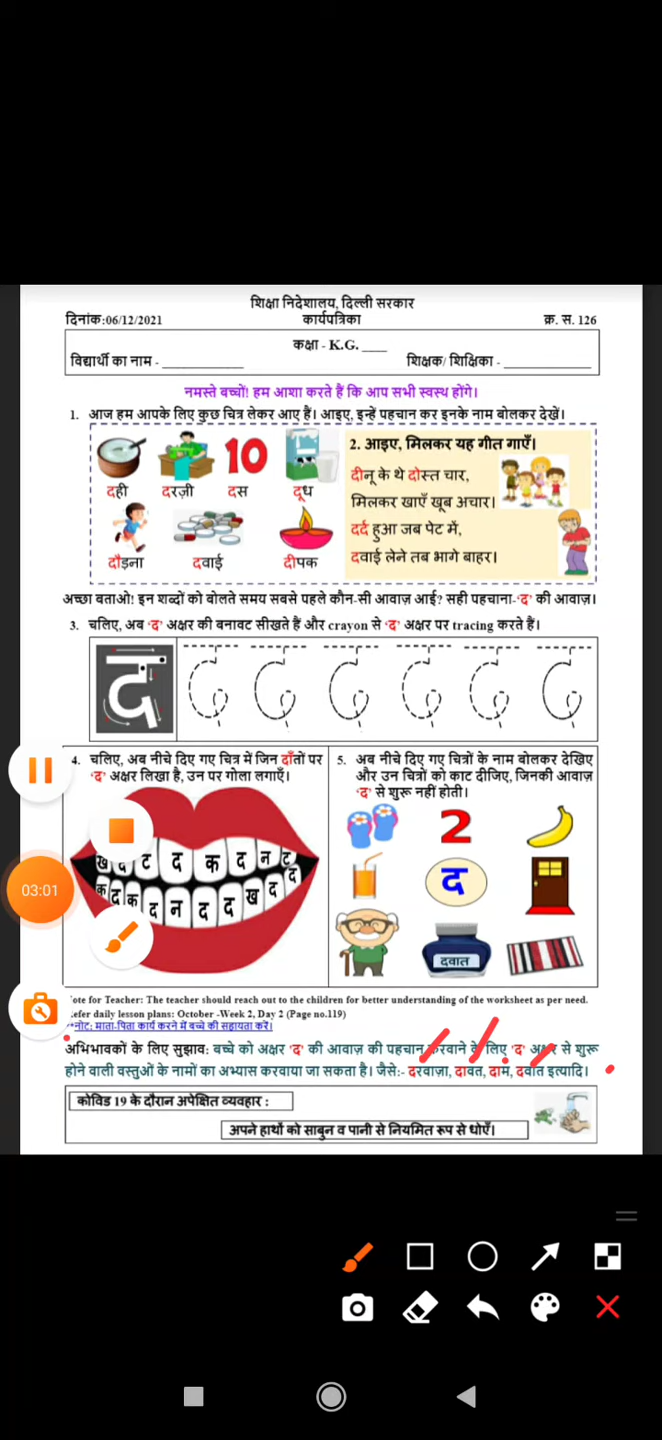 शिक्षा निदेशालय, दिल्ली सरकार
दिनांक:06/12/2021 कार्यपत्रिका क्र. स. 126
कक्षा - K.G. ____
विद्यार्थी का नाम - ____________ शिक्षक/ शिक्षिका - ____________
नमस्ते बच्चों! हम आशा करते हैं कि आप सभी स्वस्थ होंगे।
1. आज हम आपके लिए कुछ चित्र लेकर आए हैं। आइए, इन्हें पहचान कर इनके नाम बोलकर देखें।
10
दही दरज़ी दस दूध
दौड़ना दवाई दीपक
2. आइए, मिलकर यह गीत गाएँ।
दीनू के थे दोस्त चार,
मिलकर खाएँ खूब अचार।
दर्द हुआ जब पेट में,
दवाई लेने तब भागे बाहर।
अच्छा बताओ! इन शब्दों को बोलते समय सबसे पहले कौन-सी आवाज़ आई? सही पहचाना-‘द’ की आवाज़।
3. चलिए, अब ‘द’ अक्षर की बनावट सीखते हैं और crayon से ‘द’ अक्षर पर tracing करते हैं।
द द द द द द द
4. चलिए, अब नीचे दिए गए चित्र में जिन दाँतों पर
‘द’ अक्षर लिखा है, उन पर गोला लगाएँ।
ख द ट द क द न ट
क द क द न द द ख द द
5. अब नीचे दिए गए चित्रों के नाम बोलकर देखिए
और उन चित्रों को काट दीजिए, जिनकी आवाज़
‘द’ से शुरू नहीं होती।
2
द
दवात
ote for Teacher: The teacher should reach out to the children for better understanding of the worksheet as per need.
efer daily lesson plans: October -Week 2, Day 2 (Page no.119)
*नोट: माता-पिता कार्य करने में बच्चे की सहायता करें।
अभिभावकों के लिए सुझाव: बच्चे को अक्षर ‘द’ की आवाज़ की पहचान करवाने के लिए ‘द’ अक्षर से शुरू
होने वाली वस्तुओं के नामों का अभ्यास करवाया जा सकता है। जैसे:- दरवाज़ा, दावत, दाम, दवात इत्यादि।
कोविड 19 के दौरान अपेक्षित व्यवहार :
अपने हाथों को साबुन व पानी से नियमित रूप से धोएँ।
03:01